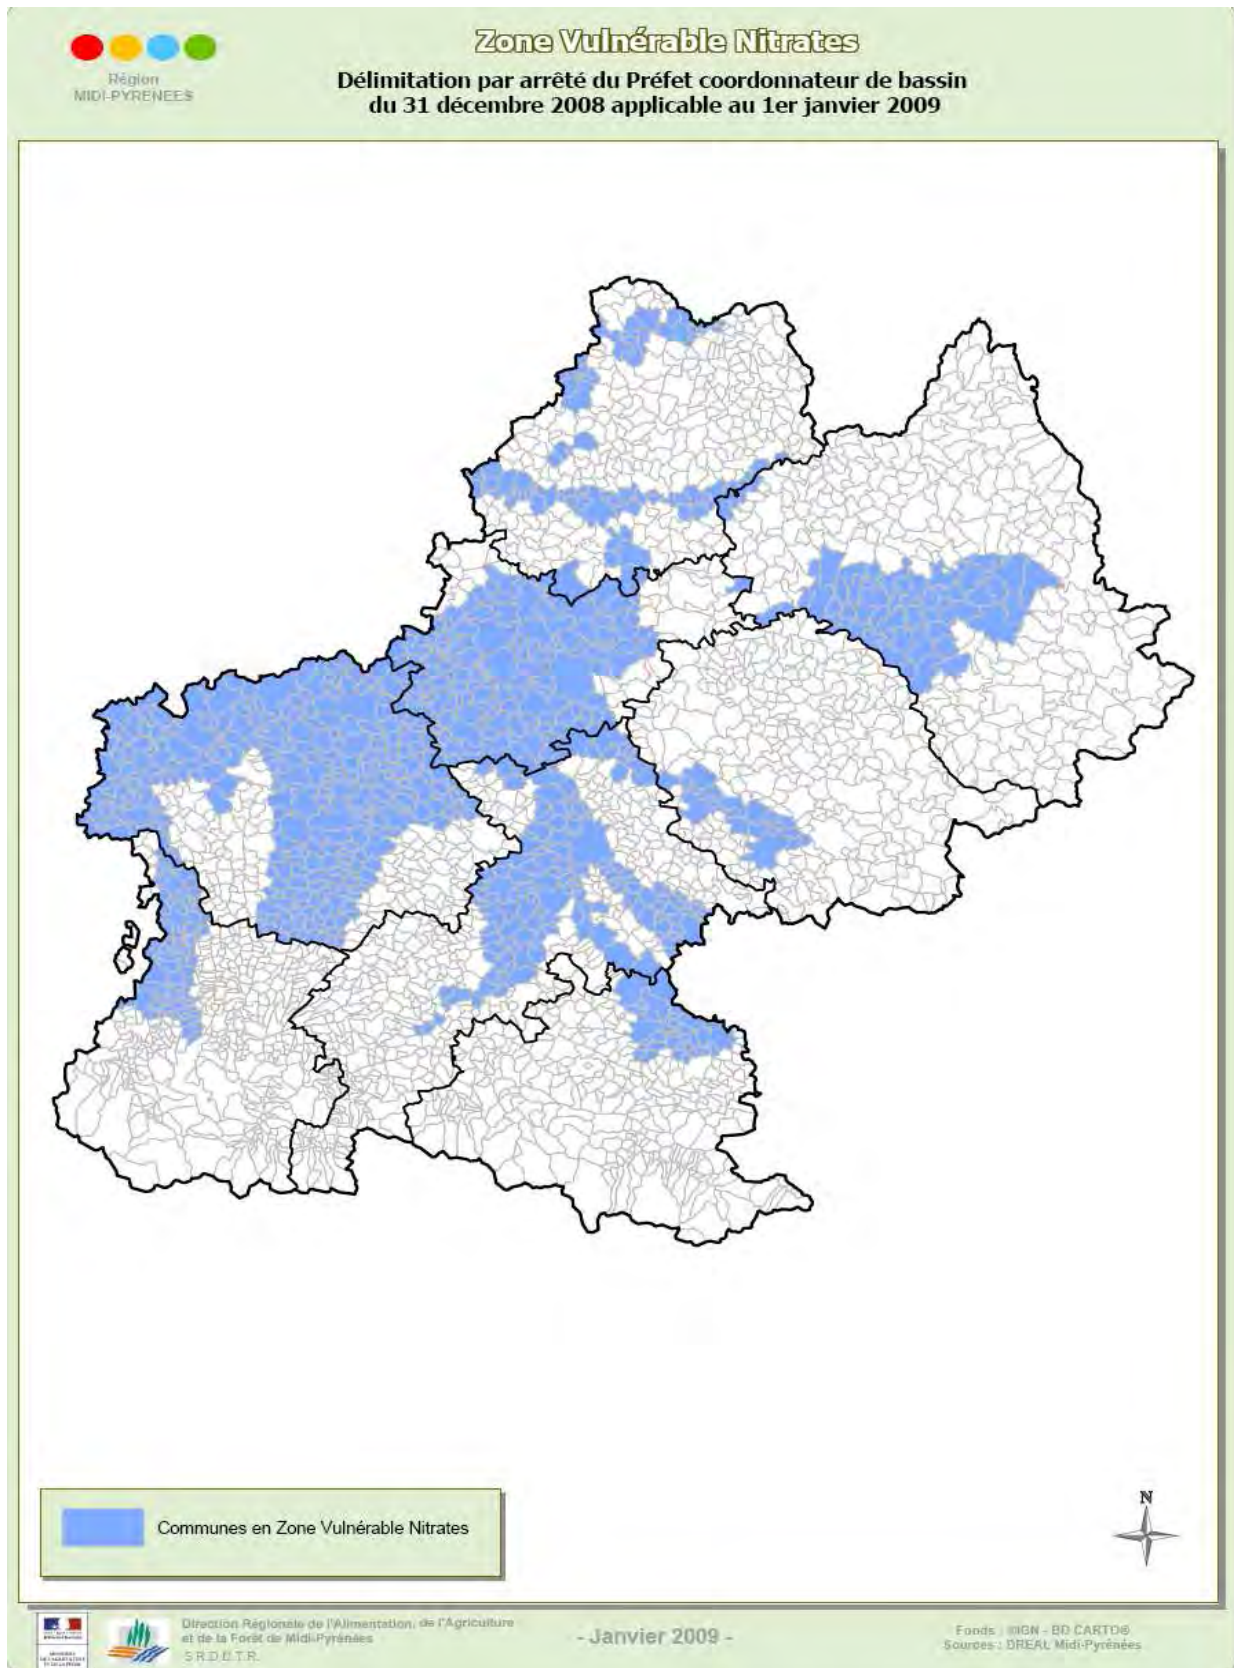 Zone Vulnérable Nitrates
Région
MIDI-PYRENEES
Délimitation par arrêté du Préfet coordonnateur de bassin
du 31 décembre 2008 applicable au 1er janvier 2009
N
Communes en Zone Vulnérable Nitrates
Direction Régionale de l'Alimentation, de l'Agriculture
et de la Forêt de Midi-Pyrénées
S.R.D.D.T.R.
- Janvier 2009 -
Fonds : ©IGN - BD CARTO®
Sources : DREAL Midi-Pyrénées